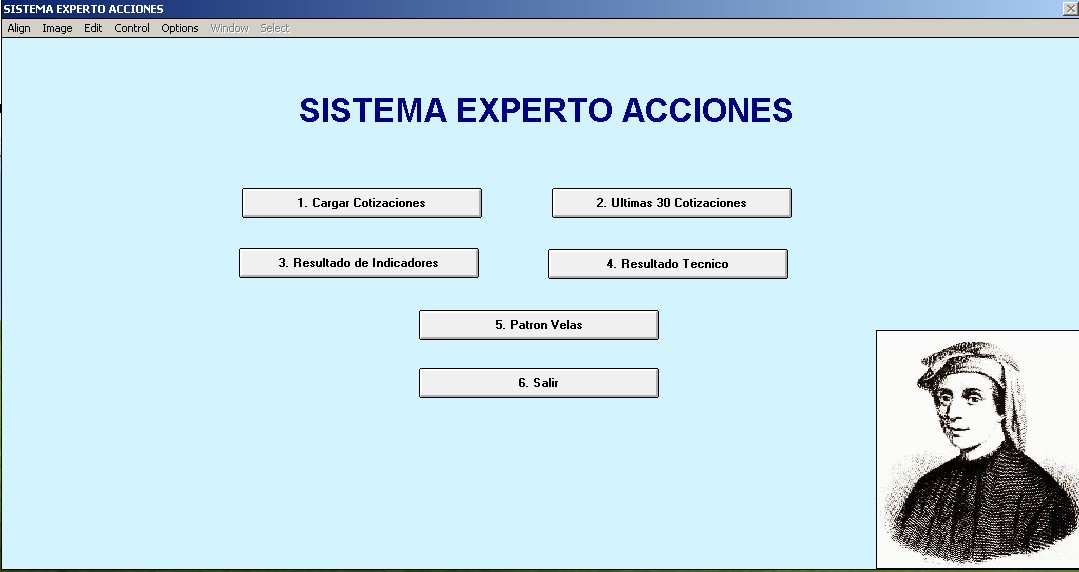 SISTEMA EXPERTO ACCIONES
Align Image Edit Control Options Window Select
SISTEMA EXPERTO ACCIONES
1. Cargar Cotizaciones
2. Ultimas 30 Cotizaciones
3. Resultado de Indicadores
4. Resultado Tecnico
5. Patron Velas
6. Salir